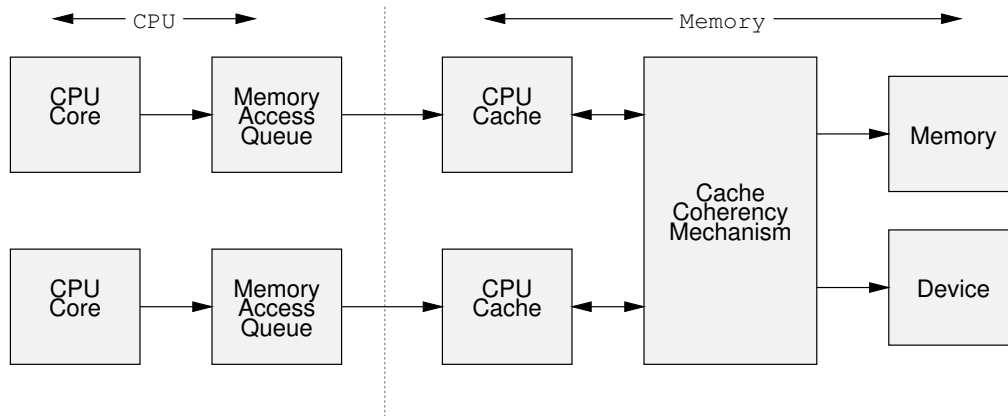 CPU
Memory
CPU
Core
Memory
Access
Queue
CPU
Cache
Cache
Coherency
Mechanism
Memory
CPU
Core
Memory
Access
Queue
CPU
Cache
Device